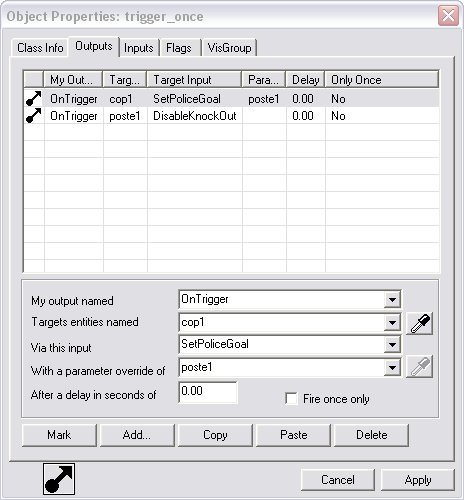 Object Properties: trigger_once
Class Info Outputs Inputs Flags VisGroup
My Out... Targ... Target Input Para... Delay Only Once
OnTrigger cop1 SetPoliceGoal poste1 0.00 No
OnTrigger poste1 DisableKnockOut 0.00 No
My output named OnTrigger
Targets entities named cop1
Via this input SetPoliceGoal
With a parameter override of poste1
After a delay in seconds of 0.00 Fire once only
Mark Add... Copy Paste Delete
Cancel Apply